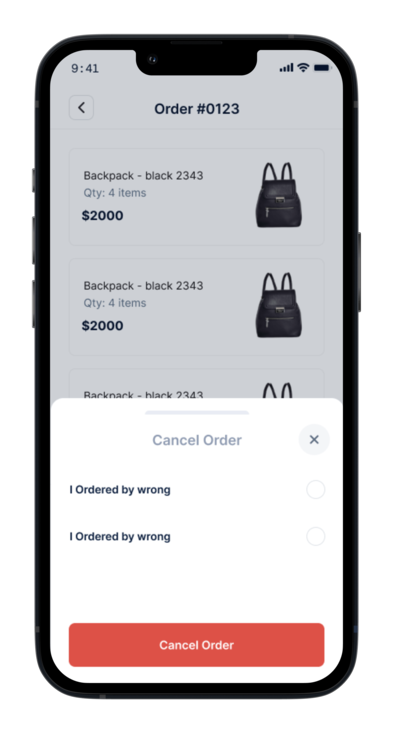 9:41
Order #0123
Backpack - black 2343
Qty: 4 items
$2000
Backpack - black 2343
Qty: 4 items
$2000
Backpack - black 2343
Cancel Order
I Ordered by wrong
I Ordered by wrong
Cancel Order